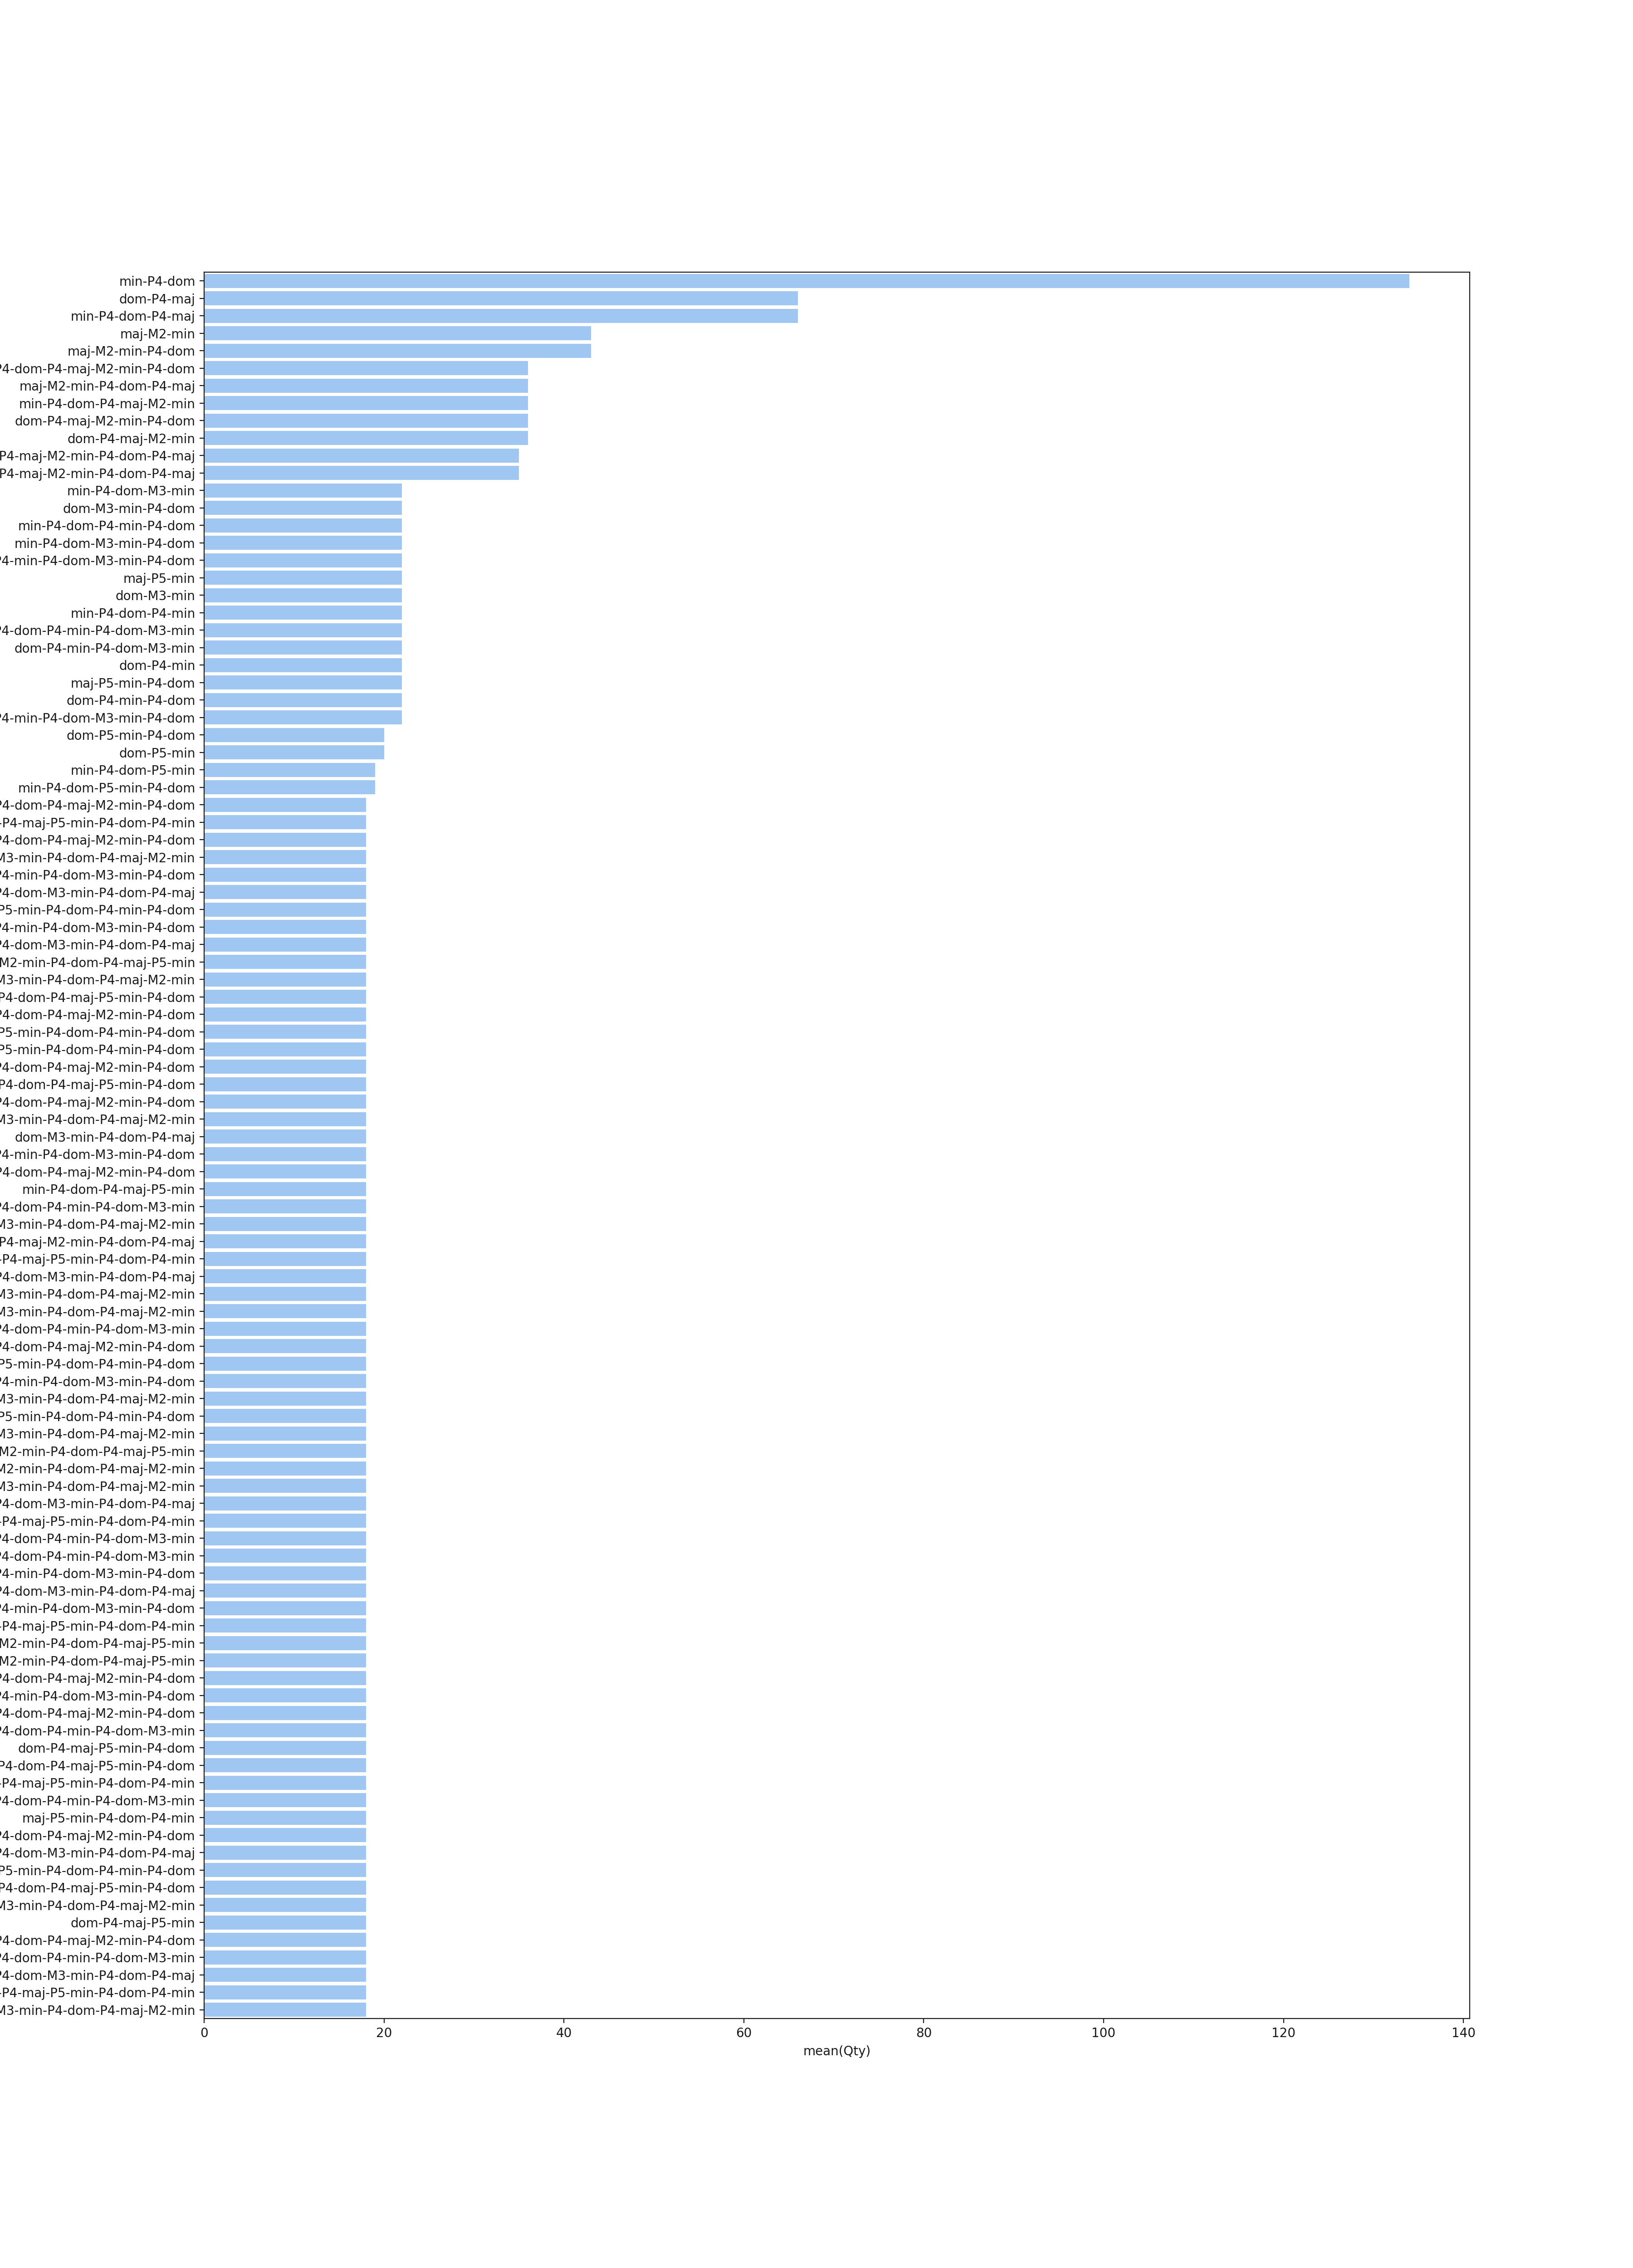 min-P4-dom
dom-P4-maj
min-P4-dom-P4-maj
maj-M2-min
maj-M2-min-P4-dom
P4-dom-P4-maj-M2-min-P4-dom
maj-M2-min-P4-dom-P4-maj
min-P4-dom-P4-maj-M2-min
dom-P4-maj-M2-min-P4-dom
dom-P4-maj-M2-min
P4-maj-M2-min-P4-dom-P4-maj
P4-maj-M2-min-P4-dom-P4-maj
min-P4-dom-M3-min
dom-M3-min-P4-dom
min-P4-dom-P4-min-P4-dom
min-P4-dom-M3-min-P4-dom
P4-min-P4-dom-M3-min-P4-dom
maj-P5-min
dom-M3-min
min-P4-dom-P4-min
P4-dom-P4-min-P4-dom-M3-min
dom-P4-min-P4-dom-M3-min
dom-P4-min
maj-P5-min-P4-dom
dom-P4-min-P4-dom
P4-min-P4-dom-M3-min-P4-dom
dom-P5-min-P4-dom
dom-P5-min
min-P4-dom-P5-min
min-P4-dom-P5-min-P4-dom
P4-dom-P4-maj-M2-min-P4-dom
-P4-maj-P5-min-P4-dom-P4-min
P4-dom-P4-maj-M2-min-P4-dom
M3-min-P4-dom-P4-maj-M2-min
P4-min-P4-dom-M3-min-P4-dom
P4-dom-M3-min-P4-dom-P4-maj
P5-min-P4-dom-P4-min-P4-dom
P4-min-P4-dom-M3-min-P4-dom
P4-dom-M3-min-P4-dom-P4-maj
M2-min-P4-dom-P4-maj-P5-min
M3-min-P4-dom-P4-maj-M2-min
P4-dom-P4-maj-P5-min-P4-dom
P4-dom-P4-maj-M2-min-P4-dom
P5-min-P4-dom-P4-min-P4-dom
P5-min-P4-dom-P4-min-P4-dom
P4-dom-P4-maj-M2-min-P4-dom
P4-dom-P4-maj-P5-min-P4-dom
P4-dom-P4-maj-M2-min-P4-dom
M3-min-P4-dom-P4-maj-M2-min
dom-M3-min-P4-dom-P4-maj
P4-min-P4-dom-M3-min-P4-dom
P4-dom-P4-maj-M2-min-P4-dom
min-P4-dom-P4-maj-P5-min
P4-dom-P4-min-P4-dom-M3-min
M3-min-P4-dom-P4-maj-M2-min
P4-maj-M2-min-P4-dom-P4-maj
-P4-maj-P5-min-P4-dom-P4-min
P4-dom-M3-min-P4-dom-P4-maj
M3-min-P4-dom-P4-maj-M2-min
M3-min-P4-dom-P4-maj-M2-min
P4-dom-P4-min-P4-dom-M3-min
P4-dom-P4-maj-M2-min-P4-dom
P5-min-P4-dom-P4-min-P4-dom
P4-min-P4-dom-M3-min-P4-dom
M3-min-P4-dom-P4-maj-M2-min
P5-min-P4-dom-P4-min-P4-dom
M3-min-P4-dom-P4-maj-M2-min
M2-min-P4-dom-P4-maj-P5-min
M2-min-P4-dom-P4-maj-M2-min
M3-min-P4-dom-P4-maj-M2-min
P4-dom-M3-min-P4-dom-P4-maj
-P4-maj-P5-min-P4-dom-P4-min
P4-dom-P4-min-P4-dom-M3-min
P4-dom-P4-min-P4-dom-M3-min
P4-min-P4-dom-M3-min-P4-dom
P4-dom-M3-min-P4-dom-P4-maj
P4-min-P4-dom-M3-min-P4-dom
-P4-maj-P5-min-P4-dom-P4-min
M2-min-P4-dom-P4-maj-P5-min
M2-min-P4-dom-P4-maj-P5-min
P4-dom-P4-maj-M2-min-P4-dom
P4-min-P4-dom-M3-min-P4-dom
P4-dom-P4-maj-M2-min-P4-dom
P4-dom-P4-min-P4-dom-M3-min
dom-P4-maj-P5-min-P4-dom
P4-dom-P4-maj-P5-min-P4-dom
-P4-maj-P5-min-P4-dom-P4-min
P4-dom-P4-min-P4-dom-M3-min
maj-P5-min-P4-dom-P4-min
P4-dom-P4-maj-M2-min-P4-dom
P4-dom-M3-min-P4-dom-P4-maj
P5-min-P4-dom-P4-min-P4-dom
P4-dom-P4-maj-P5-min-P4-dom
M3-min-P4-dom-P4-maj-M2-min
dom-P4-maj-P5-min
P4-dom-P4-maj-M2-min-P4-dom
P4-dom-P4-min-P4-dom-M3-min
P4-dom-M3-min-P4-dom-P4-maj
-P4-maj-P5-min-P4-dom-P4-min
M3-min-P4-dom-P4-maj-M2-min
0 20 40 60 80 100 120 140
mean(Qty)